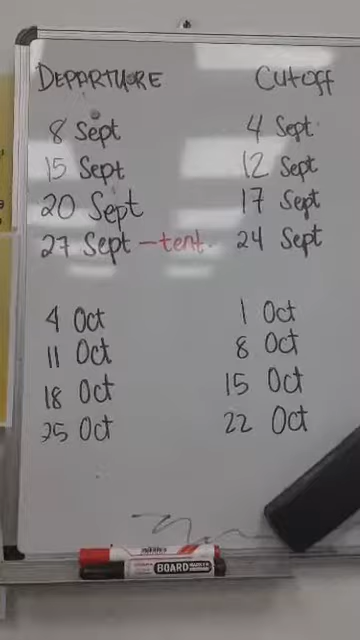 DEPARTURE Cutoff
8 Sept 4 Sept
15 Sept 12 Sept
20 Sept 17 Sept
27 Sept - tent. 24 Sept
4 Oct 1 Oct
11 Oct 8 Oct
18 Oct 15 Oct
25 Oct 22 Oct
BOARD